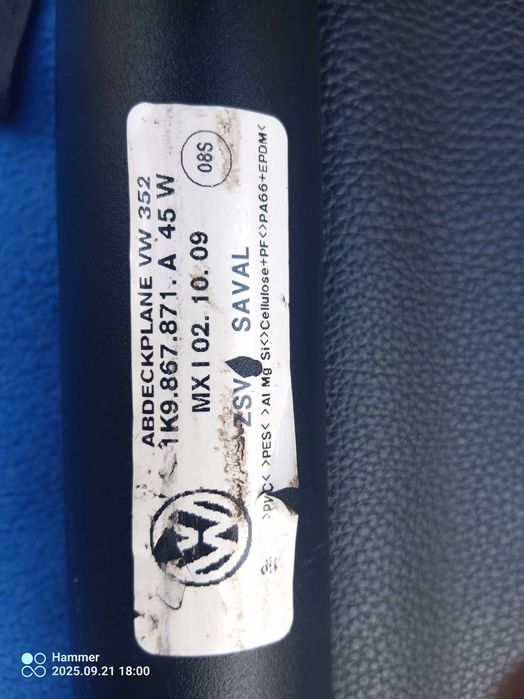 ABDECKPLANE VW 352
1K9.867.871.A 45 W
08S
MX I 02.10.09
ZSV SAVAL
>PVC< >PES< >Al Mg Si<>Cellulose+PF<>PA66+EPDM<
Hammer
2025.09.21 18:00